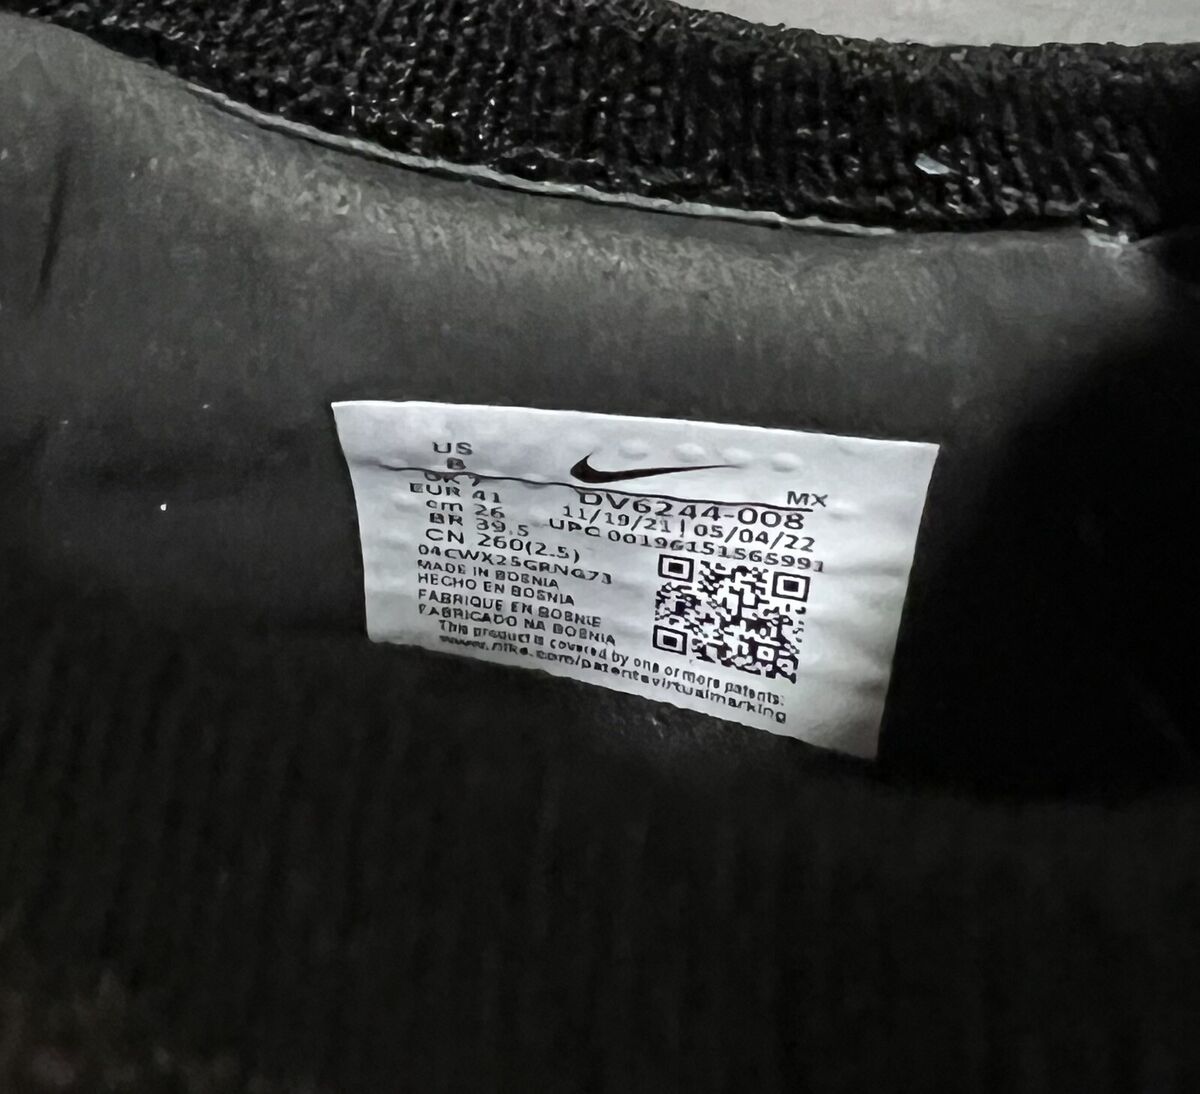 US
8
UK 7
EUR 41
cm 26
BR 39.5
CN 260(2.5)
MX
DV6244-008
11/19/21 | 05/04/22
UPC 00196151565991
04CWX25GRNG73
MADE IN BOSNIA
HECHO EN BOSNIA
FABRIQUE EN BOSNIE
FABRICADO NA BOSNIA
This product is covered by one or more patents:
www.nike.com/patentsvirtualmarking